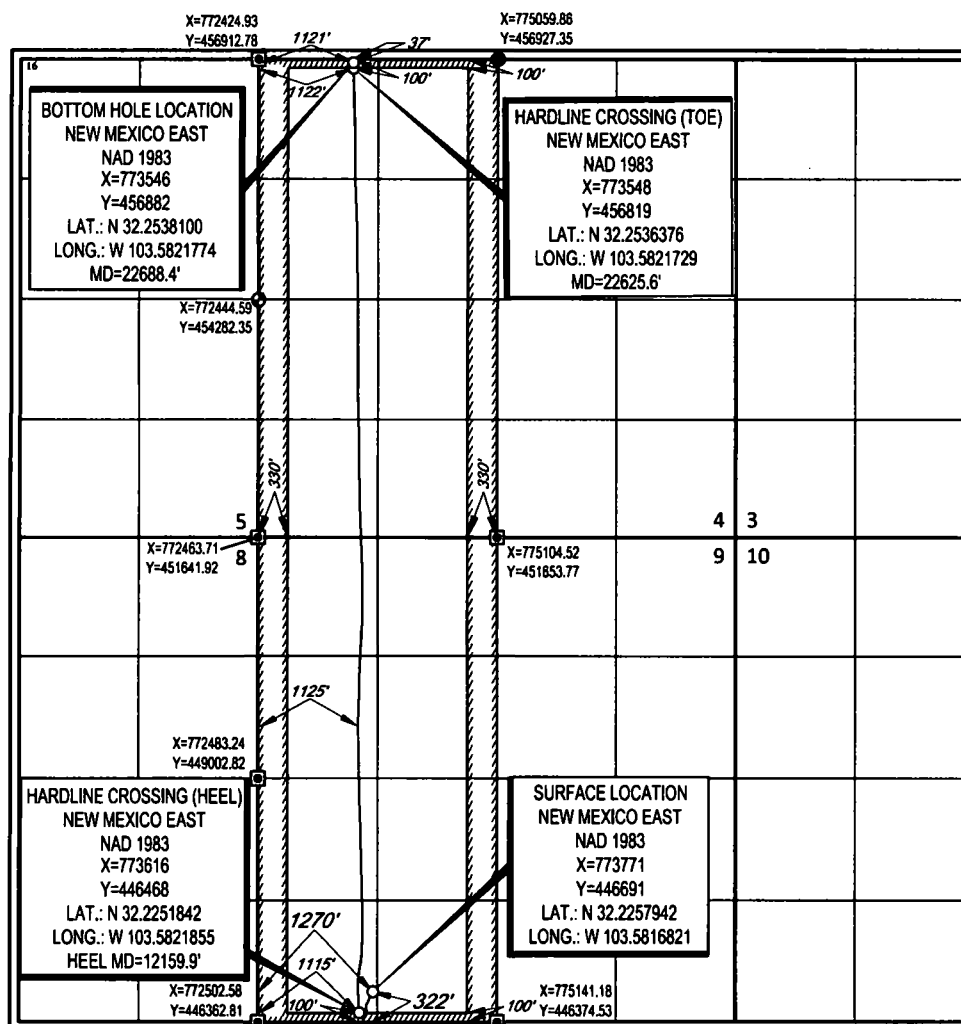 X=772424.93
Y=456912.78
1121'
37'
X=775059.86
Y=456927.35
16
100'
100'
1122'
BOTTOM HOLE LOCATION
NEW MEXICO EAST
NAD 1983
X=773546
Y=456882
LAT.: N 32.2538100
LONG.: W 103.5821774
MD=22688.4'
HARDLINE CROSSING (TOE)
NEW MEXICO EAST
NAD 1983
X=773548
Y=456819
LAT.: N 32.2536376
LONG.: W 103.5821729
MD=22625.6'
X=772444.59
Y=454282.35
330'
330'
5
4
3
X=772463.71
Y=451641.92
8
X=775104.52
Y=451853.77
9
10
1125'
X=772483.24
Y=449002.82
HARDLINE CROSSING (HEEL)
NEW MEXICO EAST
NAD 1983
X=773616
Y=446468
LAT.: N 32.2251842
LONG.: W 103.5821855
HEEL MD=12159.9'
SURFACE LOCATION
NEW MEXICO EAST
NAD 1983
X=773771
Y=446691
LAT.: N 32.2257942
LONG.: W 103.5816821
1270'
1115'
X=772502.58
Y=446362.81
100'
322'
100'
X=775141.18
Y=446374.53